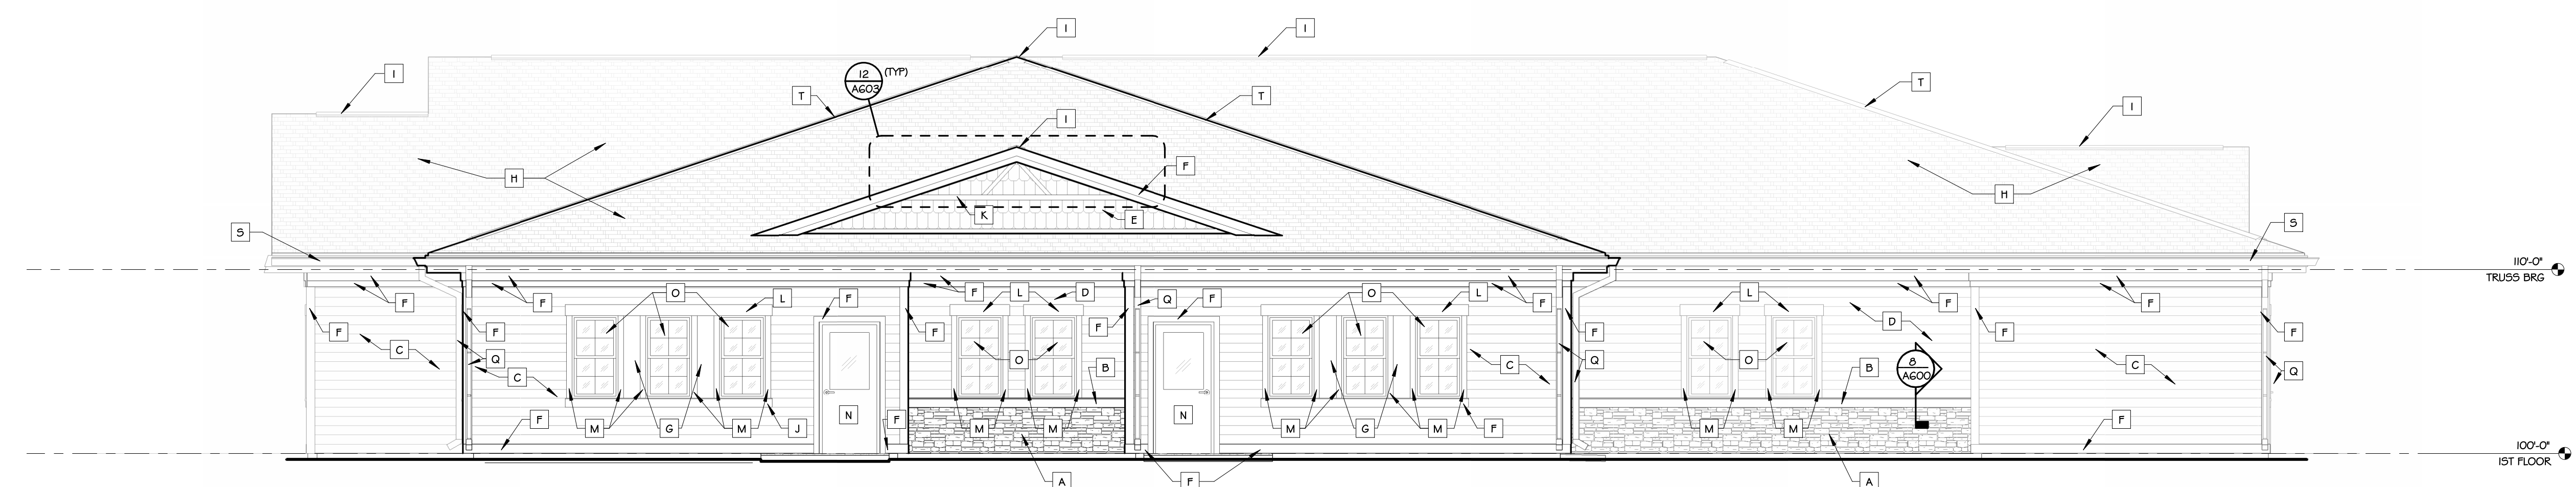 I I
I
12 (TYP)
A603
T T T
I I
H F H
K E
S S
110'-0"
TRUSS BRG
F F O L F F L D Q F O L F L F F
F F F F F D F F
C Q C O C O C Q
B B
8
A600
N N
F F F
M G M J M M M G M F M M
A F A
100'-0"
1ST FLOOR